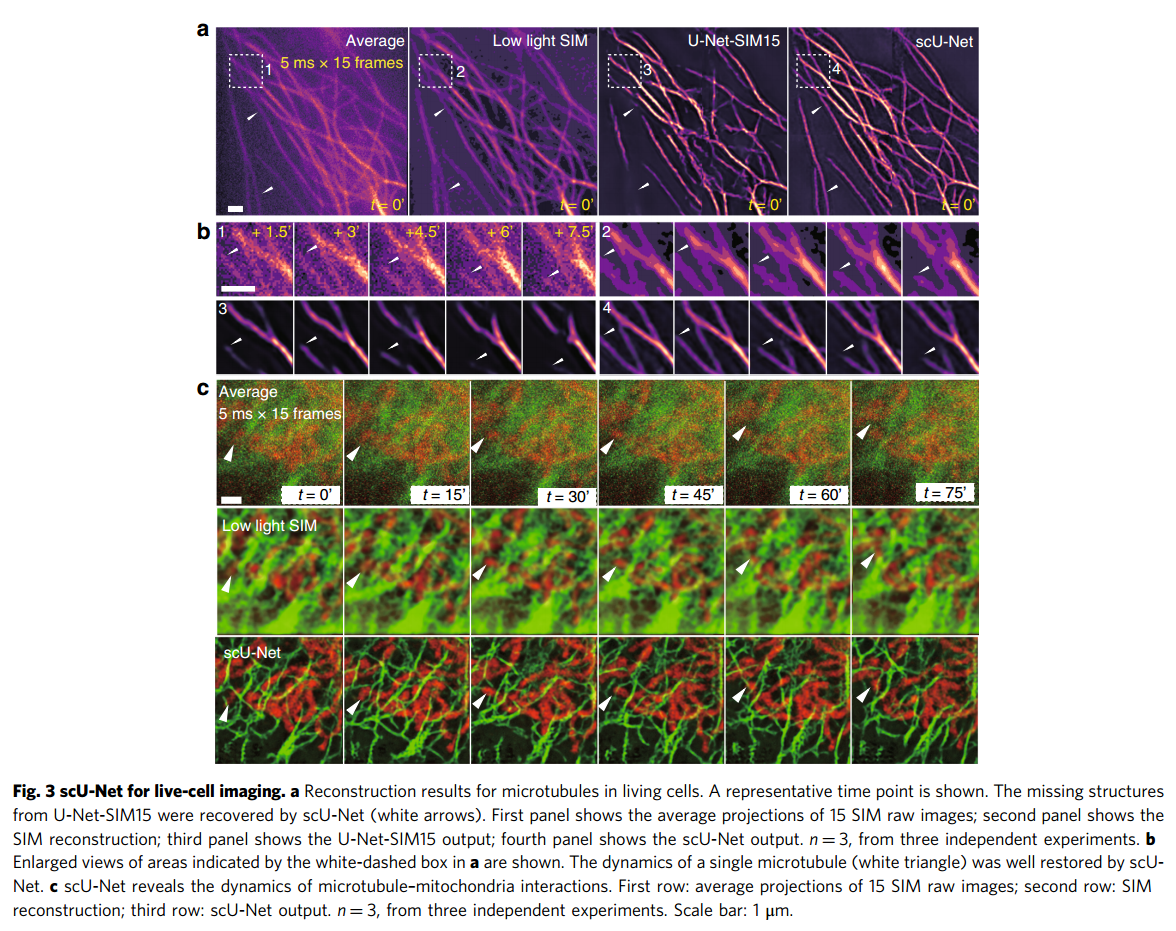 a
Average
5 ms × 15 frames
1
t = 0'
Low light SIM
2
t = 0'
U-Net-SIM15
3
t = 0'
scU-Net
4
t = 0'
b
1
+ 1.5'
+ 3'
+4.5'
+ 6'
+ 7.5'
2
3
4
c
Average
5 ms × 15 frames
t = 0'
t = 15'
t = 30'
t = 45'
t = 60'
t = 75'
Low light SIM
scU-Net
Fig. 3 scU-Net for live-cell imaging. a Reconstruction results for microtubules in living cells. A representative time point is shown. The missing structures
from U-Net-SIM15 were recovered by scU-Net (white arrows). First panel shows the average projections of 15 SIM raw images; second panel shows the
SIM reconstruction; third panel shows the U-Net-SIM15 output; fourth panel shows the scU-Net output. n = 3, from three independent experiments. b
Enlarged views of areas indicated by the white-dashed box in a are shown. The dynamics of a single microtubule (white triangle) was well restored by scU-
Net. c scU-Net reveals the dynamics of microtubule–mitochondria interactions. First row: average projections of 15 SIM raw images; second row: SIM
reconstruction; third row: scU-Net output. n = 3, from three independent experiments. Scale bar: 1 μm.